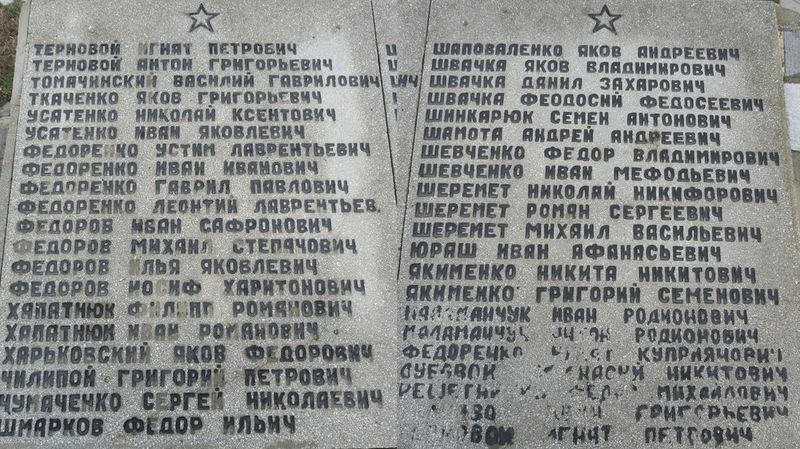 ТЕРНОВОЙ ИГНАТ ПЕТРОВИЧ
ТЕРНОВОЙ АНТОН ГРИГОРЬЕВИЧ
ТОМАЧИНСКИЙ ВАСИЛИЙ ГАВРИЛОВИЧ
ТКАЧЕНКО ЯКОВ ГРИГОРЬЕВИЧ
УСАТЕНКО НИКОЛАЙ КСЕНТОВИЧ
УСАТЕНКО ИВАН ЯКОВЛЕВИЧ
ФЕДОРЕНКО УСТИМ ЛАВРЕНТЬЕВИЧ
ФЕДОРЕНКО ИВАН ИВАНОВИЧ
ФЕДОРЕНКО ГАВРИЛ ПАВЛОВИЧ
ФЕДОРЕНКО ЛЕОНТИЙ ЛАВРЕНТЬЕВ.
ФЕДОРОВ ИВАН САФРОНОВИЧ
ФЕДОРОВ МИХАИЛ СТЕПАНОВИЧ
ФЕДОРОВ ИЛЬЯ ЯКОВЛЕВИЧ
ФЕДОРОВ ИОСИФ ХАРИТОНОВИЧ
ХАПАТНЮК ФИЛИПП РОМАНОВИЧ
ХАПАТНЮК ИВАН РОМАНОВИЧ
ХАРЬКОВСКИЙ ЯКОВ ФЕДОРОВИЧ
ЧИЛИПОЙ ГРИГОРИЙ ПЕТРОВИЧ
ЧУМАЧЕНКО СЕРГЕЙ НИКОЛАЕВИЧ
ШМАРКОВ ФЕДОР ИЛЬИЧ
ШАПОВАЛЕНКО ЯКОВ АНДРЕЕВИЧ
ШВАЧКА ЯКОВ ВЛАДИМИРОВИЧ
ШВАЧКА ДАНИЛ ЗАХАРОВИЧ
ШВАЧКА ФЕОДОСИЙ ФЕДОСЕЕВИЧ
ШИНКАРЮК СЕМЕН АНТОНОВИЧ
ШАМОТА АНДРЕЙ АНДРЕЕВИЧ
ШЕВЧЕНКО ФЕДОР ВЛАДИМИРОВИЧ
ШЕВЧЕНКО ИВАН МЕФОДЬЕВИЧ
ШЕРЕМЕТ НИКОЛАЙ НИКИФОРОВИЧ
ШЕРЕМЕТ РОМАН СЕРГЕЕВИЧ
ШЕРЕМЕТ МИХАИЛ ВАСИЛЬЕВИЧ
ЮРАШ ИВАН АФАНАСЬЕВИЧ
ЯКИМЕНКО НИКИТА НИКИТОВИЧ
ЯКИМЕНКО ГРИГОРИЙ СЕМЕНОВИЧ
МАЛАМАНЧУК ИВАН РОДИОНОВИЧ
МАЛАМАНЧУК РОДИОНОВИЧ
ФЕДОРЕНКО КУПРИЯНОВИЧ
НИКИТОВИЧ
МИХАЙЛОВИЧ
ГРИГОРЬЕВИЧ
ИГНАТ ПЕТРОВИЧ